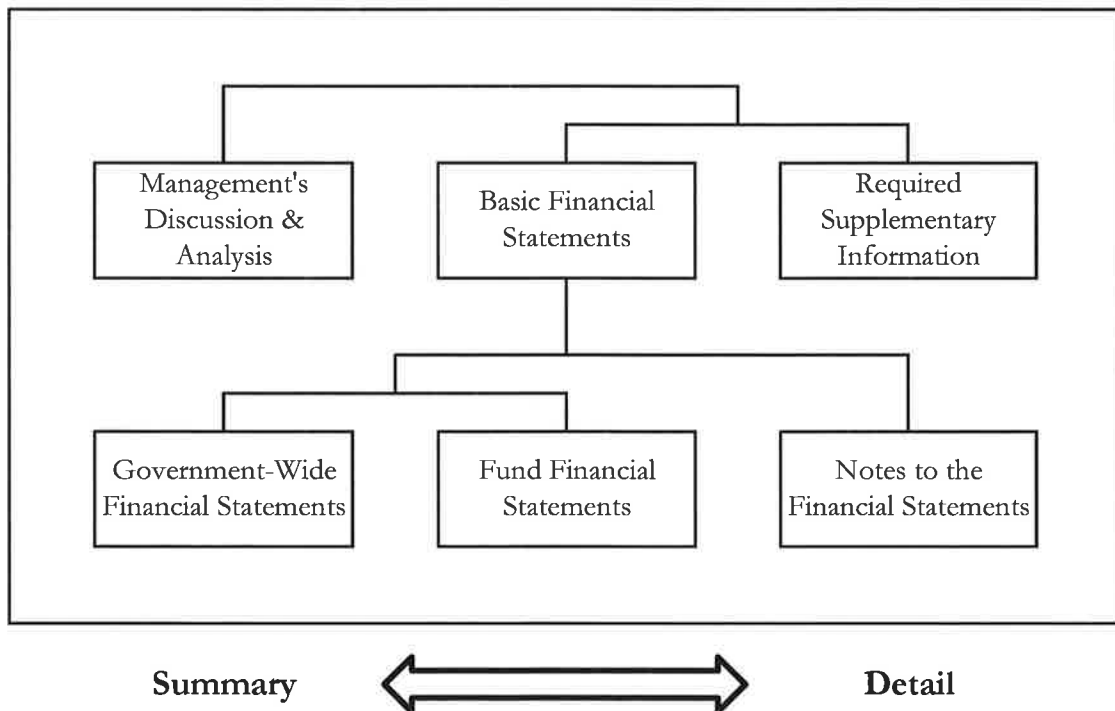 Management's
Discussion &
Analysis
Basic Financial
Statements
Required
Supplementary
Information
Government-Wide
Financial Statements
Fund Financial
Statements
Notes to the
Financial Statements
Summary
Detail